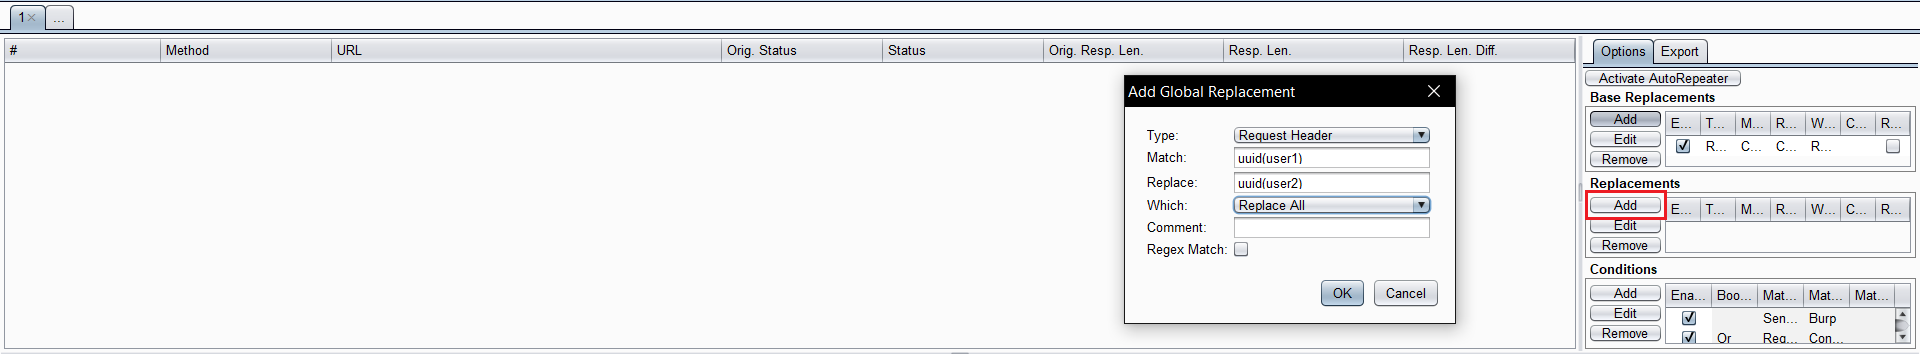 1 ...
# Method URL Orig. Status Status Orig. Resp. Len. Resp. Len. Resp. Len. Diff.
Add Global Replacement
Type: Request Header
Match: uuid(user1)
Replace: uuid(user2)
Which: Replace All
Comment:
Regex Match:
OK Cancel
Options Export
Activate AutoRepeater
Base Replacements
Add E... T... M... R... W... C... R...
Edit R... C... C... R...
Remove
Replacements
Add E... T... M... R... W... C... R...
Edit
Remove
Conditions
Add Ena... Boo... Mat... Mat... Mat...
Edit Sen... Burp
Remove Or Req... Con...